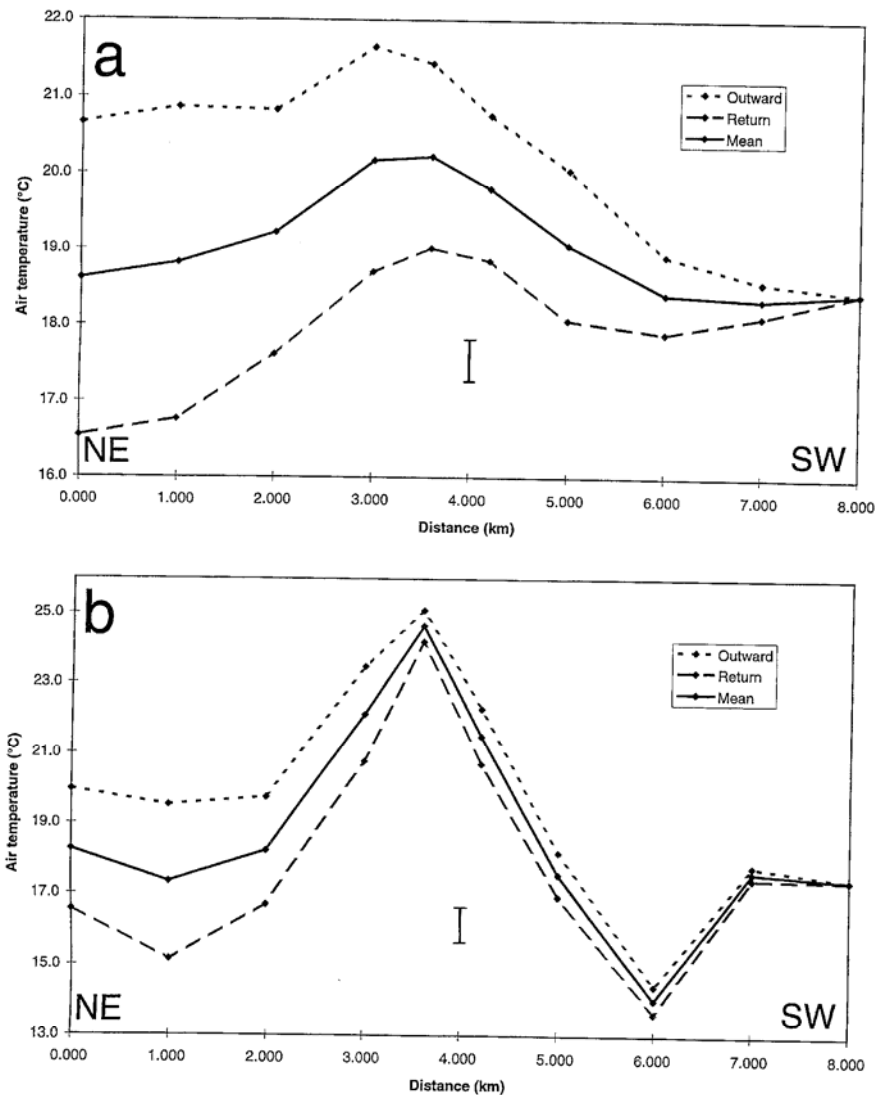 a
22.0
21.0
20.0
19.0
18.0
17.0
16.0
Air temperature (°C)
Outward
Return
Mean
NE
SW
0.000 1.000 2.000 3.000 4.000 5.000 6.000 7.000 8.000
Distance (km)
b
25.0
23.0
21.0
19.0
17.0
15.0
13.0
Air temperature (°C)
Outward
Return
Mean
NE
SW
0.000 1.000 2.000 3.000 4.000 5.000 6.000 7.000 8.000
Distance (km)